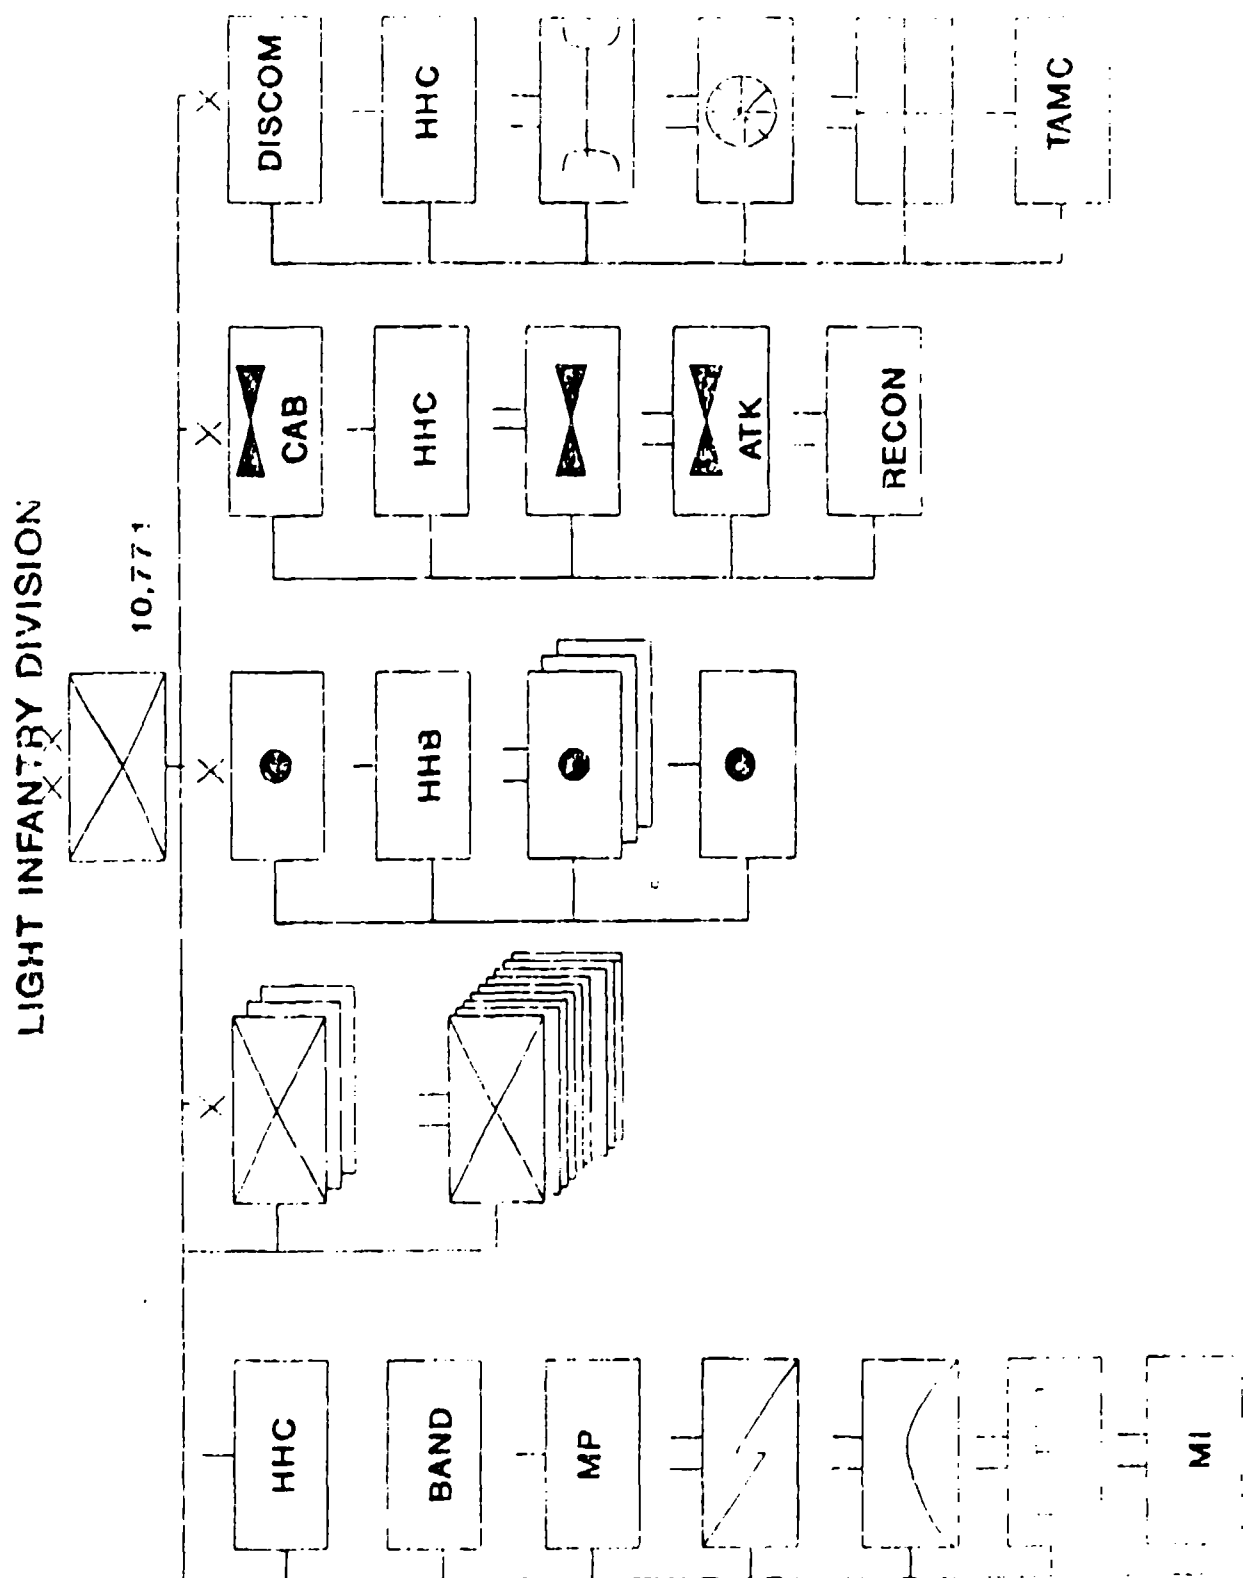 LIGHT INFANTRY DIVISION
10,771
HHC
BAND
MP
MI
HHB
CAB
HHC
ATK
RECON
DISCOM
HHC
TAMC